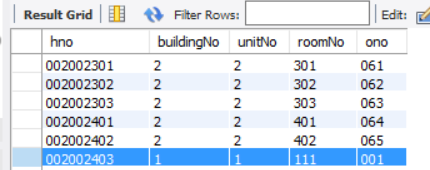 Result Grid Filter Rows: Edit:
hno buildingNo unitNo roomNo ono
002002301 2 2 301 061
002002302 2 2 302 062
002002303 2 2 303 063
002002401 2 2 401 064
002002402 2 2 402 065
002002403 1 1 111 001